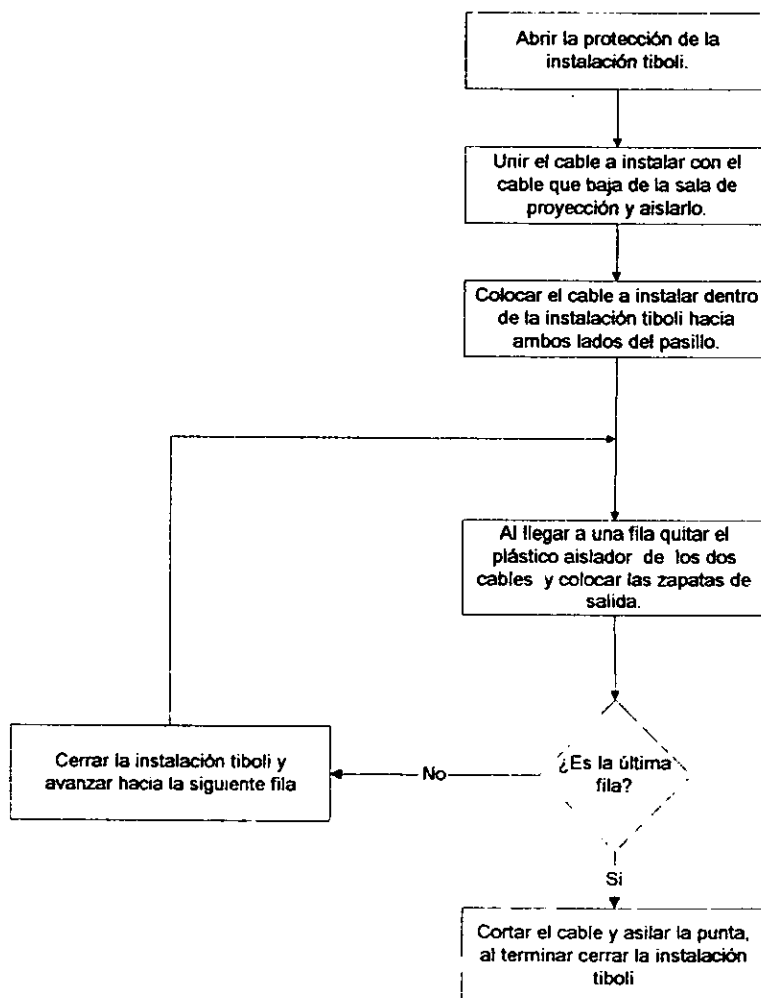 Abrir la protección de la
instalación tiboli.
Unir el cable a instalar con el
cable que baja de la sala de
proyección y aislarlo.
Colocar el cable a instalar dentro
de la instalación tiboli hacia
ambos lados del pasillo.
Al llegar a una fila quitar el
plástico aislador de los dos
cables y colocar las zapatas de
salida.
¿Es la última
fila?
No
Cerrar la instalación tiboli y
avanzar hacia la siguiente fila
Si
Cortar el cable y asilar la punta,
al terminar cerrar la instalación
tiboli